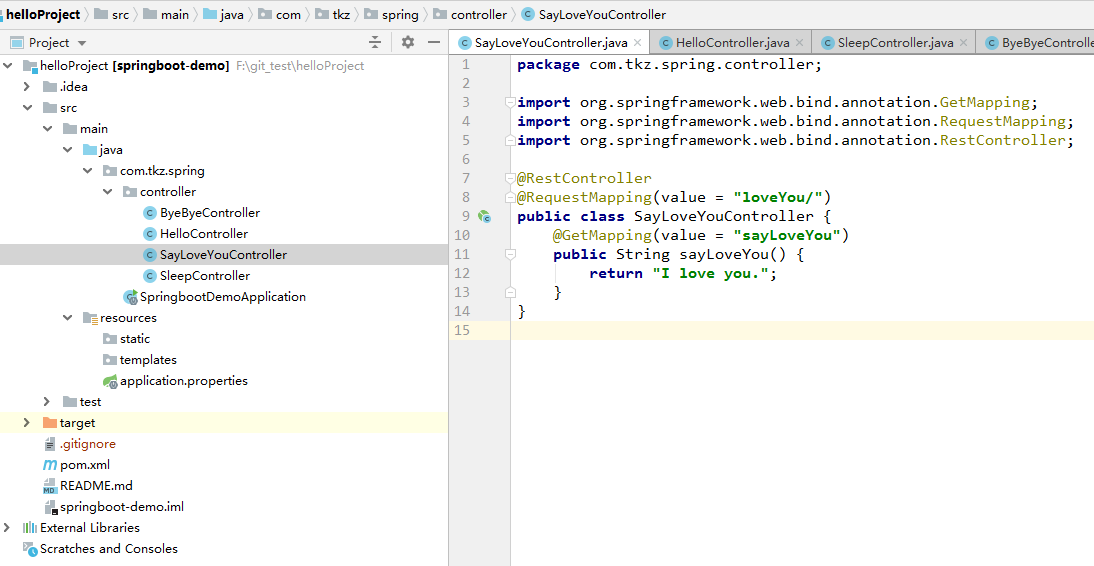 helloProject src main java com tkz spring controller SayLoveYouController
Project
SayLoveYouController.java HelloController.java SleepController.java ByeByeControlle
helloProject [springboot-demo] F:\git_test\helloProject
.idea
src
main
java
com.tkz.spring
controller
ByeByeController
HelloController
SayLoveYouController
SleepController
SpringbootDemoApplication
resources
static
templates
application.properties
test
target
.gitignore
pom.xml
README.md
springboot-demo.iml
External Libraries
Scratches and Consoles
1 package com.tkz.spring.controller;
2
3 import org.springframework.web.bind.annotation.GetMapping;
4 import org.springframework.web.bind.annotation.RequestMapping;
5 import org.springframework.web.bind.annotation.RestController;
6
7 @RestController
8 @RequestMapping(value = "loveYou/")
9 public class SayLoveYouController {
10 @GetMapping(value = "sayLoveYou")
11 public String sayLoveYou() {
12 return "I love you.";
13 }
14 }
15